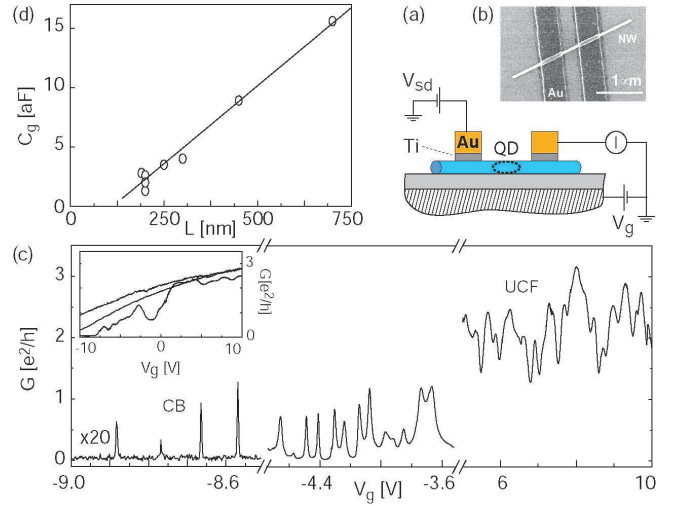 (d)
15
10
5
0
C_g [aF]
0
250
500
750
L [nm]
(a)
(b)
NW
1µm
Au
V_sd
Au
Ti
QD
I
V_g
(c)
3
2
1
0
G [e²/h]
3
0
G[e²/h]
-10
0
10
V_g [V]
CB
x20
UCF
-9.0
-8.6
-4.4
-3.6
6
10
V_g [V]